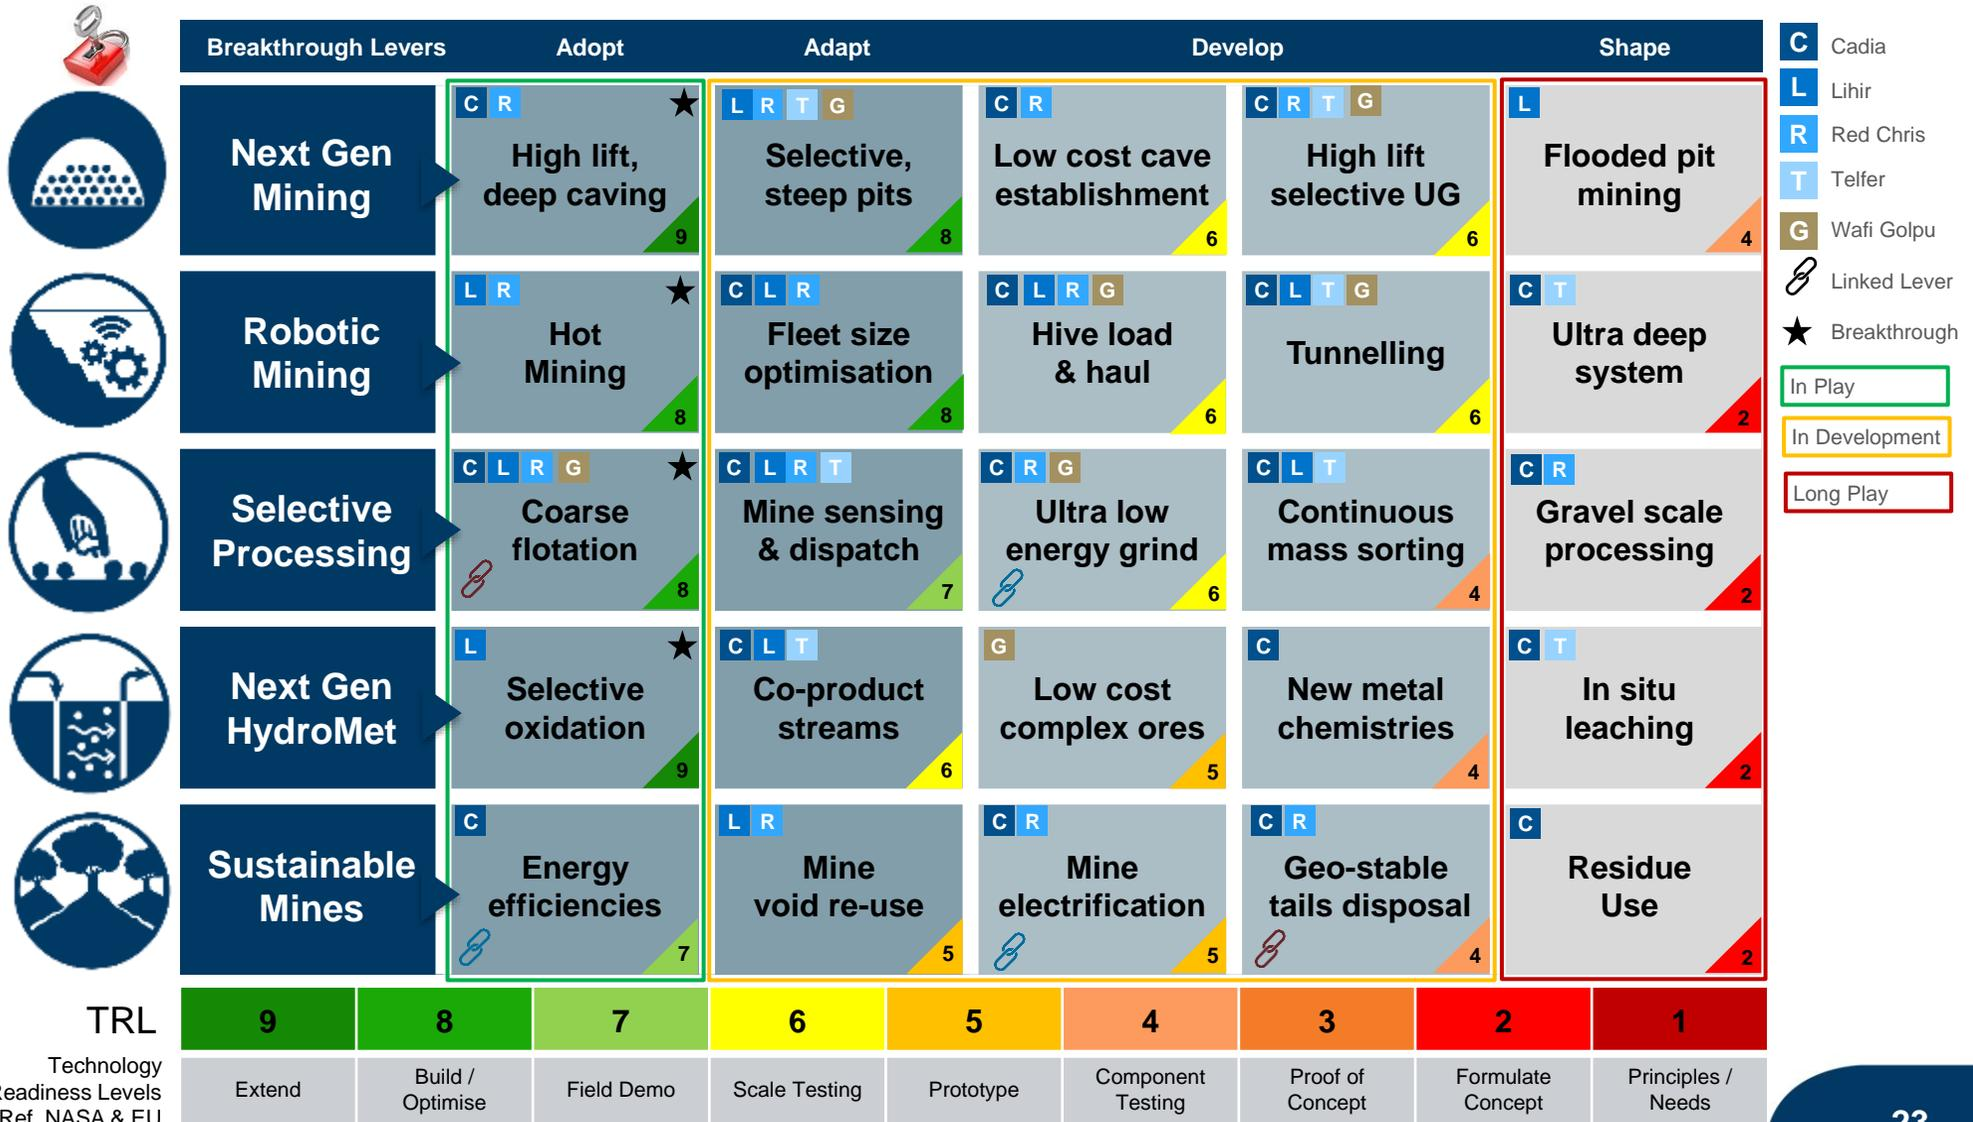 Breakthrough Levers Adopt Adapt Develop Shape
Next Gen
Mining
C R
High lift,
deep caving
9
L R T G
Selective,
steep pits
8
C R
Low cost cave
establishment
6
C R T G
High lift
selective UG
6
L
Flooded pit
mining
4
Robotic
Mining
L R
Hot
Mining
8
C L R
Fleet size
optimisation
8
C L R G
Hive load
& haul
6
C L T G
Tunnelling
6
C T
Ultra deep
system
2
Selective
Processing
C L R G
Coarse
flotation
8
C L R T
Mine sensing
& dispatch
7
C R G
Ultra low
energy grind
6
C L T
Continuous
mass sorting
4
C R
Gravel scale
processing
2
Next Gen
HydroMet
L
Selective
oxidation
9
C L T
Co-product
streams
6
G
Low cost
complex ores
5
C
New metal
chemistries
4
C T
In situ
leaching
2
Sustainable
Mines
C
Energy
efficiencies
7
L R
Mine
void re-use
5
C R
Mine
electrification
5
C R
Geo-stable
tails disposal
4
C
Residue
Use
2
C Cadia
L Lihir
R Red Chris
T Telfer
G Wafi Golpu
Linked Lever
Breakthrough
In Play
In Development
Long Play
TRL 9 8 7 6 5 4 3 2 1
Technology
Readiness Levels
Ref. NASA & EU
Extend
Build /
Optimise
Field Demo
Scale Testing
Prototype
Component
Testing
Proof of
Concept
Formulate
Concept
Principles /
Needs
23